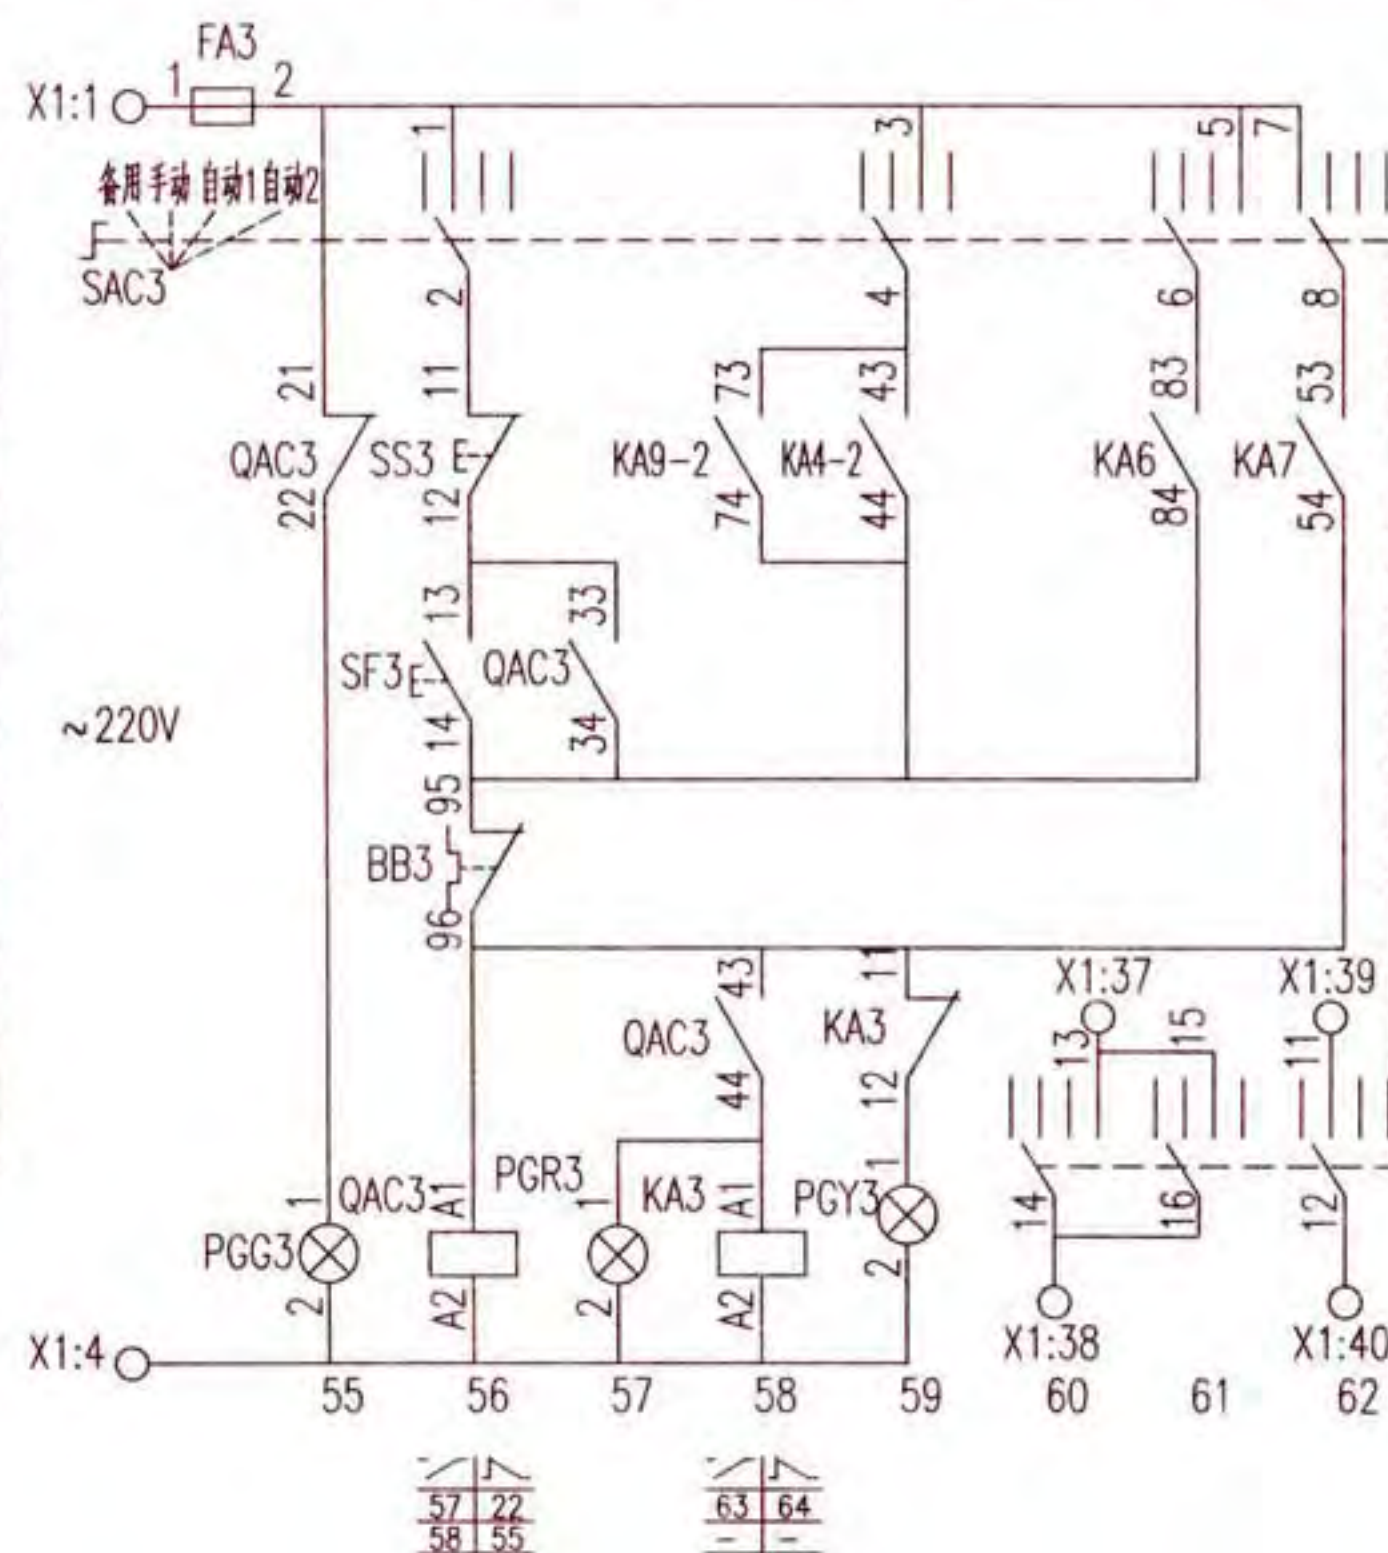 FA3
X1:1 1 2
1 3 5 7
备用 手动 自动1 自动2
SAC3
2 4 6 8
21 11 73 43 83 53
QAC3 SS3 E KA9-2 KA4-2 KA6 KA7
22 12 74 44 84 54
13 33
SF3 E QAC3
~220V 14 34
95
BB3
96
43 11 X1:37 X1:39
QAC3 KA3 13 15 11
44 12
1 QAC3 A1 PGR3 1 KA3 A1 PGY3 1 14 16 12
PGG3
2 A2 2 A2 2
X1:4 X1:38 X1:40
55 56 57 58 59 60 61 62
57 22 63 64
58 55 - -